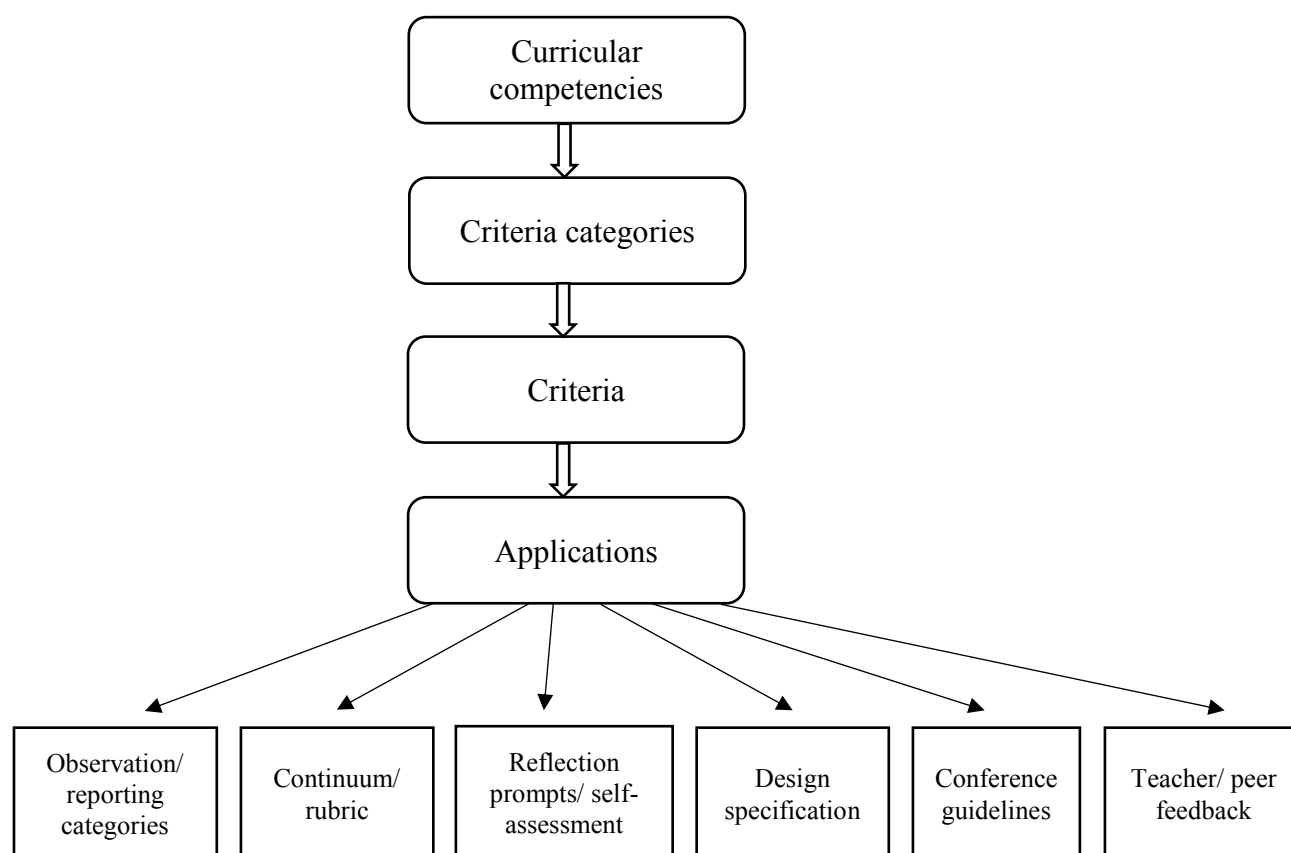 Curricular
competencies
Criteria categories
Criteria
Applications
Observation/
reporting
categories
Continuum/
rubric
Reflection
prompts/ self-
assessment
Design
specification
Conference
guidelines
Teacher/ peer
feedback